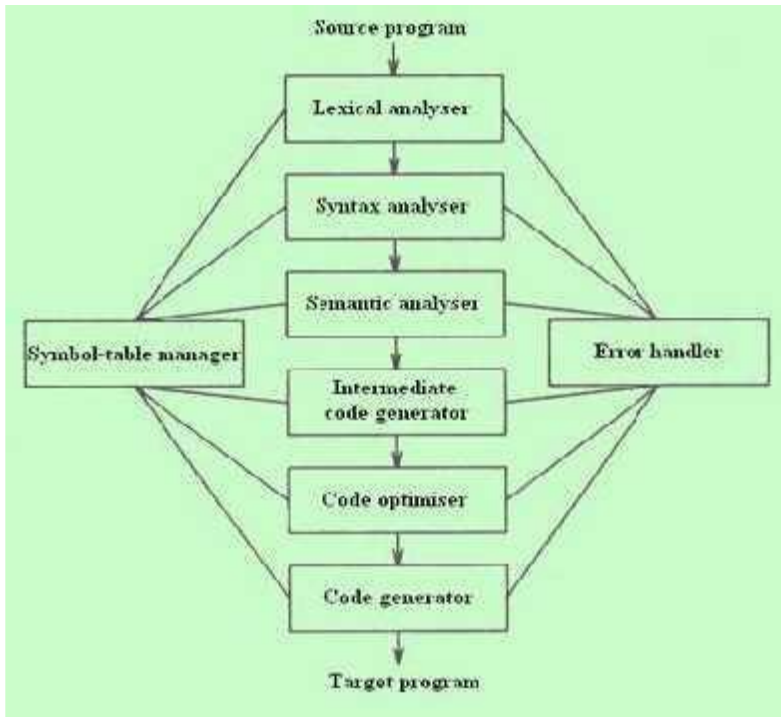 Source program
Lexical analyser
Syntax analyser
Semantic analyser
Symbol-table manager
Error handler
Intermediate
code generator
Code optimiser
Code generator
Target program